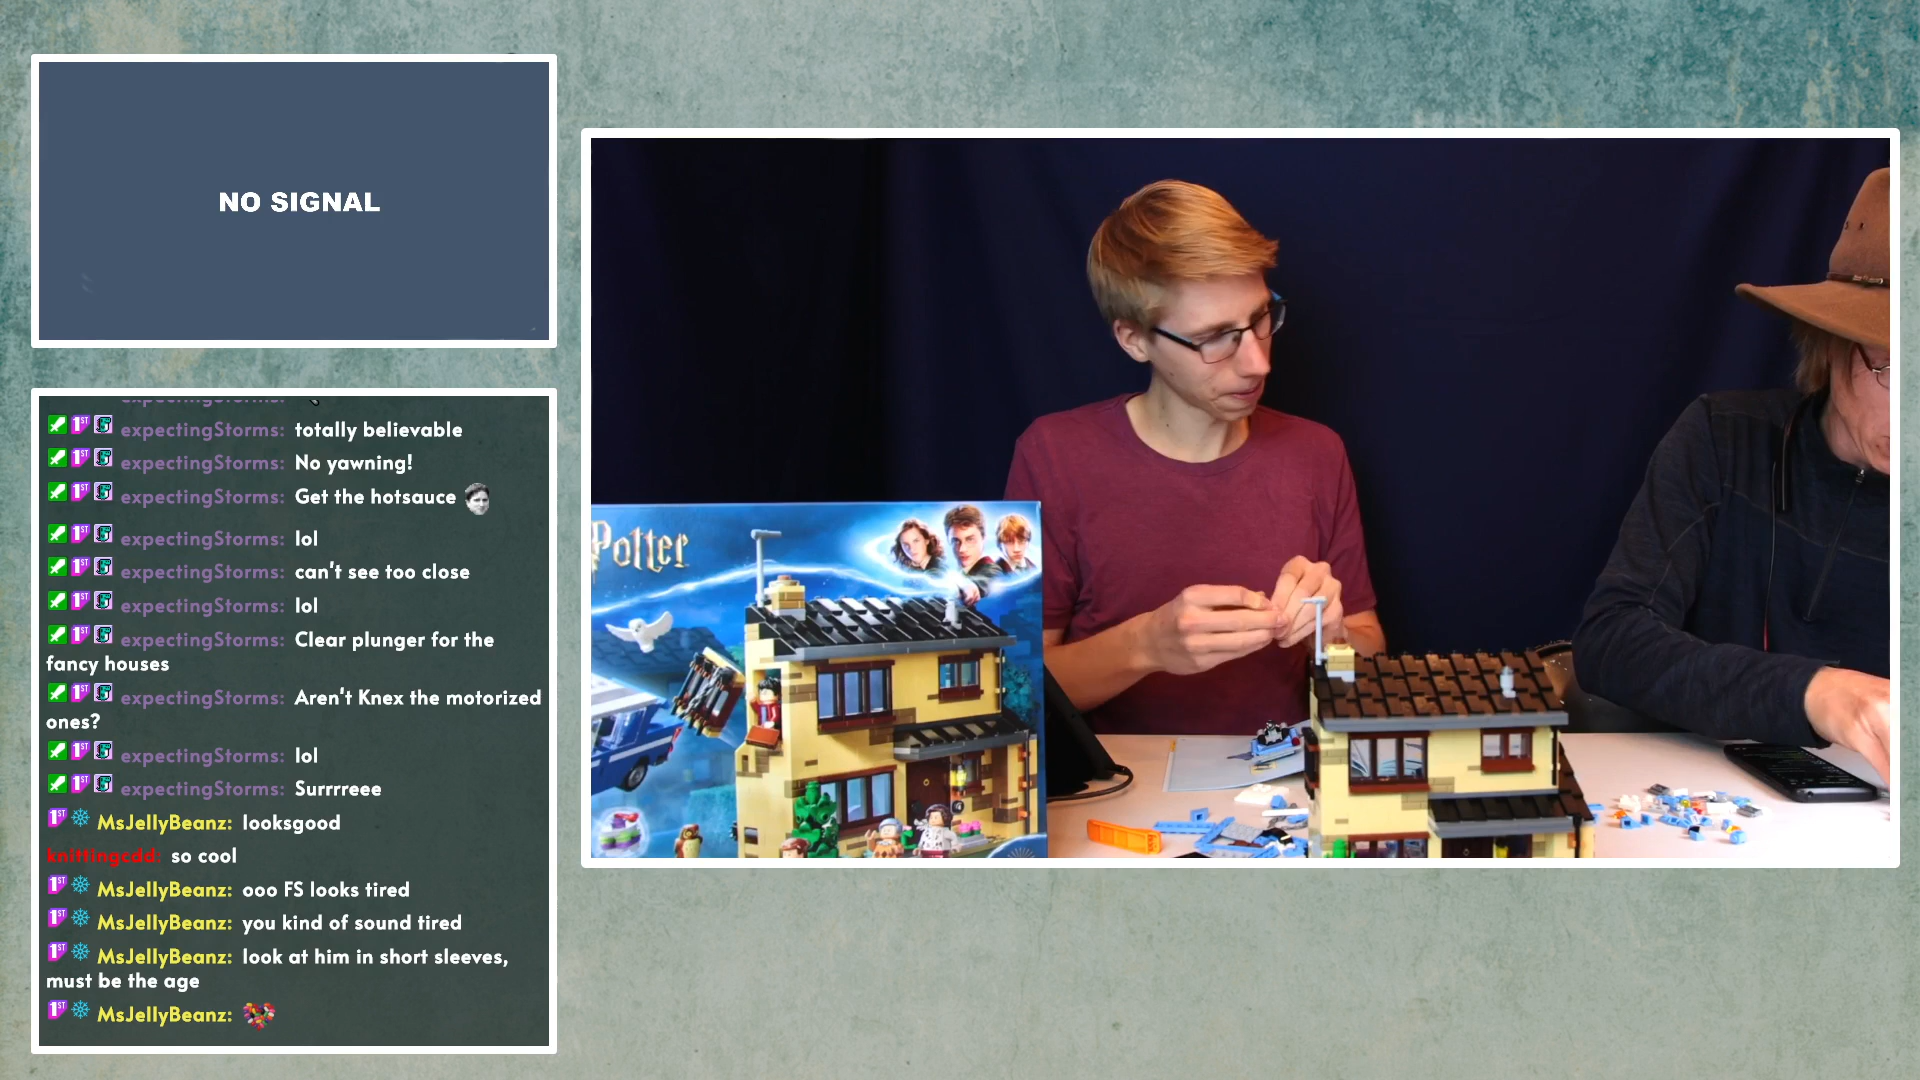 NO SIGNAL
expectingStorms:
expectingStorms: totally believable
expectingStorms: No yawning!
expectingStorms: Get the hotsauce
expectingStorms: lol
expectingStorms: can't see too close
expectingStorms: lol
expectingStorms: Clear plunger for the
fancy houses
expectingStorms: Aren't Knex the motorized
ones?
expectingStorms: lol
expectingStorms: Surrrreee
MsJellyBeanz: looksgood
knittingcdd: so cool
MsJellyBeanz: ooo FS looks tired
MsJellyBeanz: you kind of sound tired
MsJellyBeanz: look at him in short sleeves,
must be the age
MsJellyBeanz:
Potter